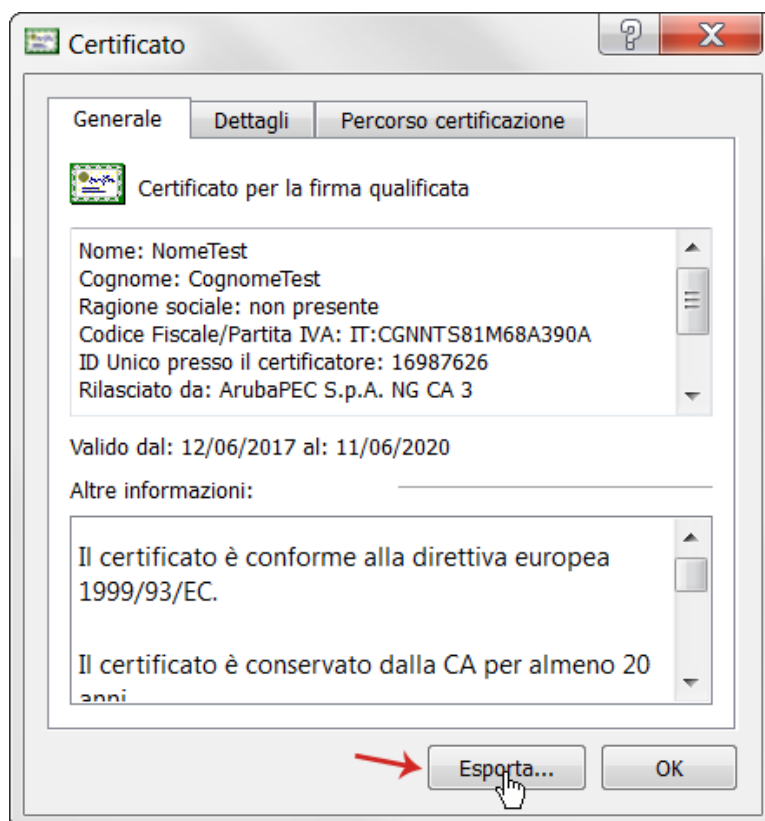 Certificato
Generale Dettagli Percorso certificazione
Certificato per la firma qualificata
Nome: NomeTest
Cognome: CognomeTest
Ragione sociale: non presente
Codice Fiscale/Partita IVA: IT:CGNNTS81M68A390A
ID Unico presso il certificatore: 16987626
Rilasciato da: ArubaPEC S.p.A. NG CA 3
Valido dal: 12/06/2017 al: 11/06/2020
Altre informazioni:
Il certificato è conforme alla direttiva europea
1999/93/EC.
Il certificato è conservato dalla CA per almeno 20
anni
Esporta... OK